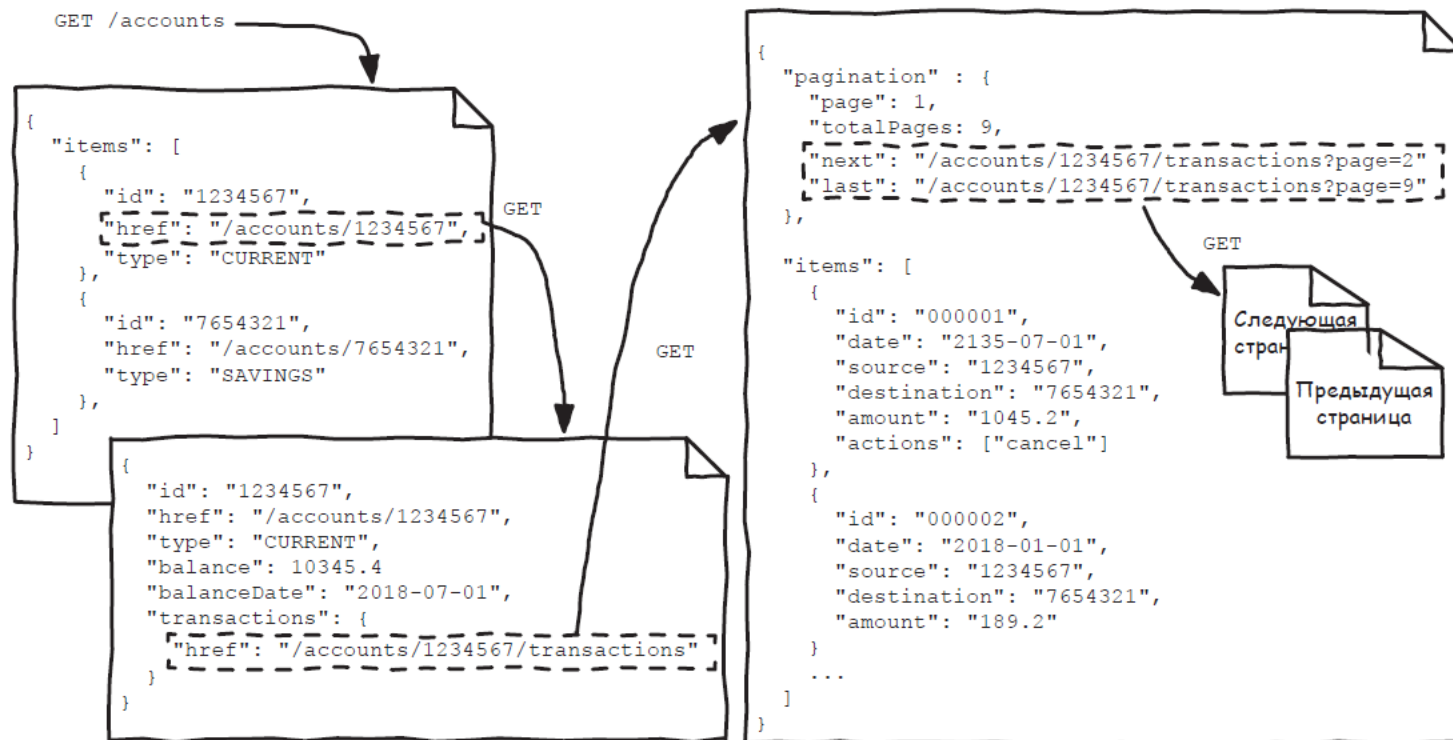 GET /accounts
{
"items": [
{
"id": "1234567",
"href": "/accounts/1234567",
"type": "CURRENT"
},
{
"id": "7654321",
"href": "/accounts/7654321",
"type": "SAVINGS"
},
]
}
GET
{
"id": "1234567",
"href": "/accounts/1234567",
"type": "CURRENT",
"balance": 10345.4
"balanceDate": "2018-07-01",
"transactions": {
"href": "/accounts/1234567/transactions"
}
}
GET
{
"pagination" : {
"page": 1,
"totalPages: 9,
"next": "/accounts/1234567/transactions?page=2"
"last": "/accounts/1234567/transactions?page=9"
},
"items": [
{
"id": "000001",
"date": "2135-07-01",
"source": "1234567",
"destination": "7654321",
"amount": "1045.2",
"actions": ["cancel"]
},
{
"id": "000002",
"date": "2018-01-01",
"source": "1234567",
"destination": "7654321",
"amount": "189.2"
}
...
]
}
GET
Следующая
Предыдущая
страница